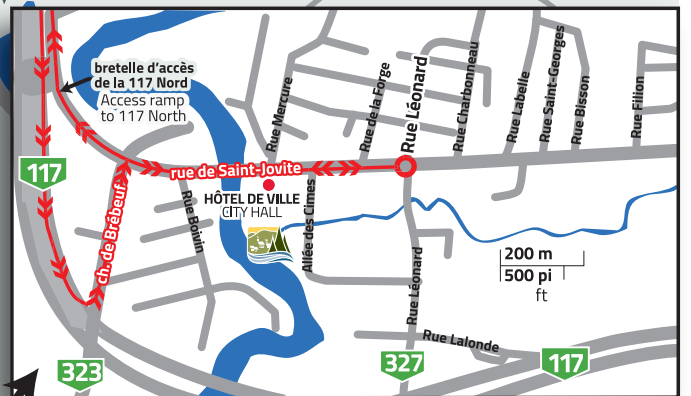 bretelle d'accès
de la 117 Nord
Access ramp
to 117 North
Rue Mercure
Rue de la Forge
Rue Léonard
Rue Charbonneau
Rue Labelle
Rue Saint-Georges
Rue Bisson
Rue Filion
117
rue de Saint-Jovite
HÔTEL DE VILLE
CITY HALL
ch. de Brébeuf
Rue Boivin
Allée des Cimes
Rue Léonard
200 m
500 pi
ft
Rue Lalonde
323
327
117